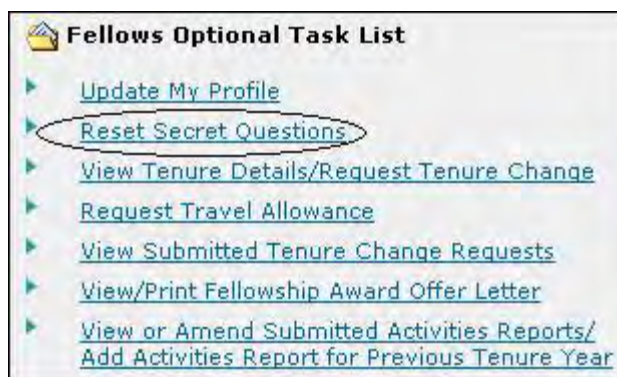 Fellows Optional Task List
Update My Profile
Reset Secret Questions
View Tenure Details/Request Tenure Change
Request Travel Allowance
View Submitted Tenure Change Requests
View/Print Fellowship Award Offer Letter
View or Amend Submitted Activities Reports/
Add Activities Report for Previous Tenure Year